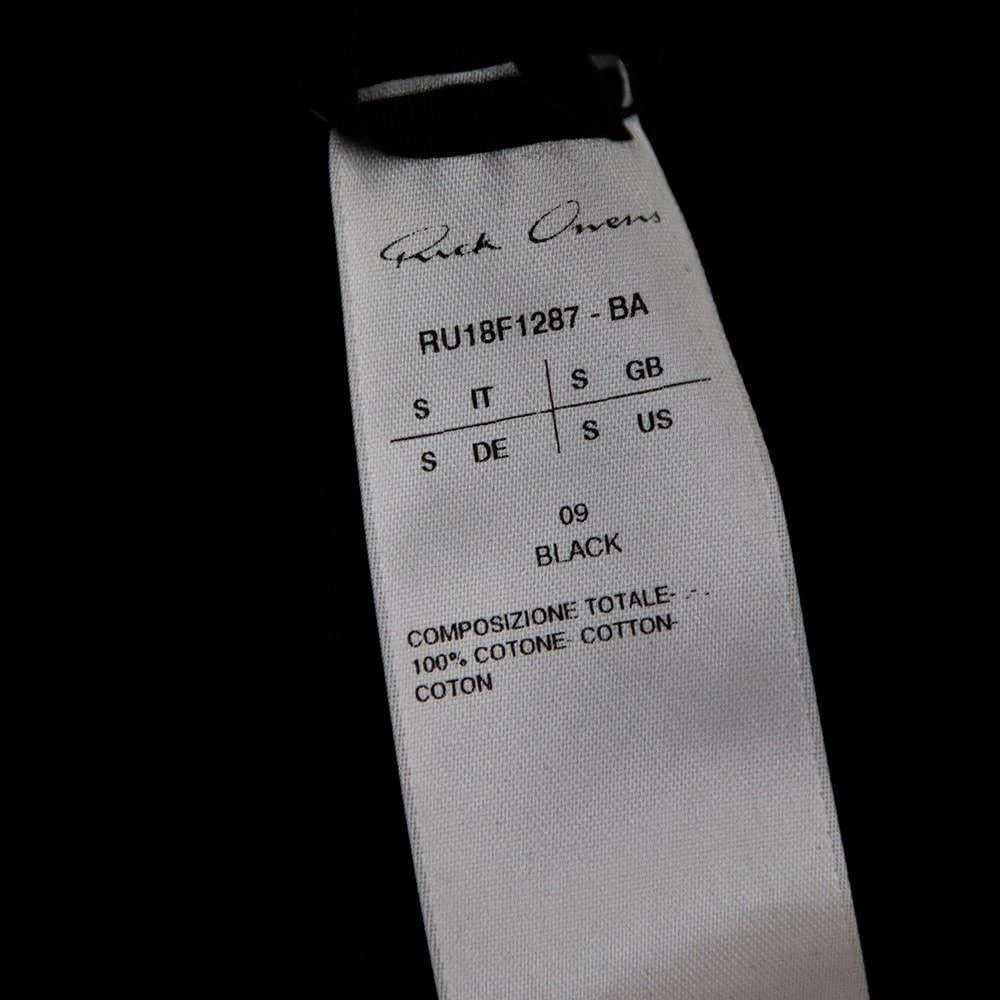 Rick Owens
RU18F1287 - BA
S IT S GB
S DE S US
09
BLACK
COMPOSIZIONE TOTALE-
100% COTONE- COTTON-
COTON